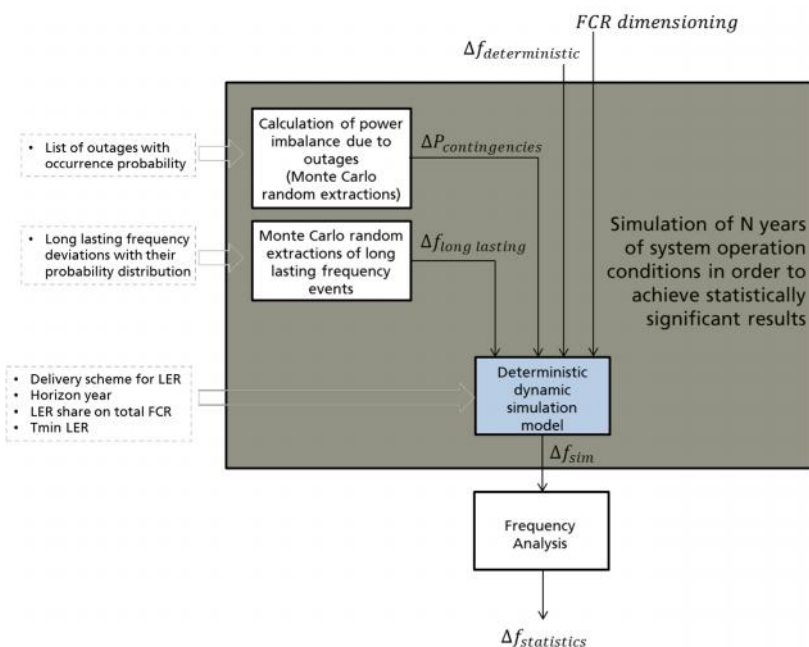 FCR dimensioning
Δf_deterministic
• List of outages with
occurrence probability
Calculation of power
imbalance due to
outages
(Monte Carlo
random extractions)
ΔP_contingencies
• Long lasting frequency
deviations with their
probability distribution
Monte Carlo random
extractions of long
lasting frequency
events
Δf_long lasting
Simulation of N years
of system operation
conditions in order to
achieve statistically
significant results
• Delivery scheme for LER
• Horizon year
• LER share on total FCR
• Tmin LER
Deterministic
dynamic
simulation
model
Δf_sim
Frequency
Analysis
Δf_statistics